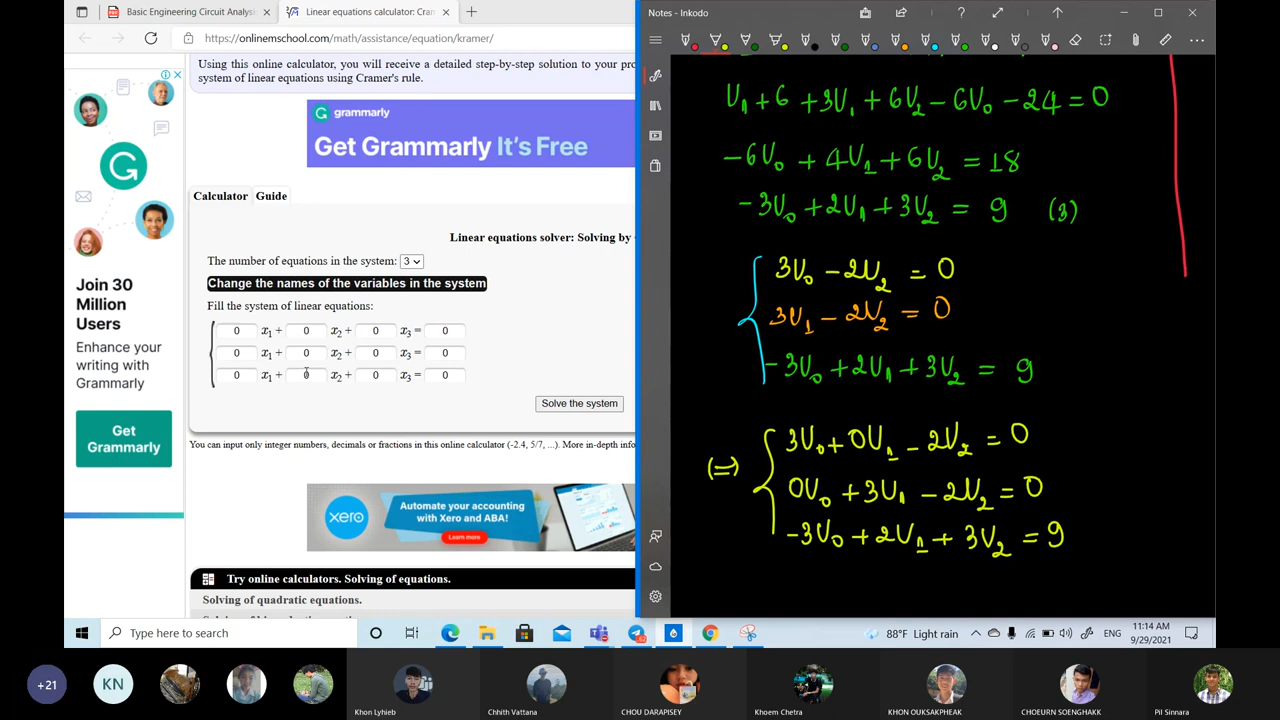 Basic Engineering Circuit Analysi
Linear equations calculator: Cram
https://onlinemschool.com/math/assistance/equation/kramer/
Using this online calculator, you will receive a detailed step-by-step solution to your pro
system of linear equations using Cramer's rule.
grammarly
Get Grammarly It's Free
Join 30
Million
Users
Enhance your
writing with
Grammarly
Get
Grammarly
Calculator Guide
Linear equations solver: Solving by
The number of equations in the system: 3
Change the names of the variables in the system
Fill the system of linear equations:
0 x₁ + 0 x₂ + 0 x₃ = 0
0 x₁ + 0 x₂ + 0 x₃ = 0
0 x₁ + 0 x₂ + 0 x₃ = 0
Solve the system
You can input only integer numbers, decimals or fractions in this online calculator (-2.4, 5/7, ...). More in-depth info
xero
Automate your accounting
with Xero and ABA!
Learn more
Try online calculators. Solving of equations.
Solving of quadratic equations.
Notes - Inkodo
V₁ + 6 + 3V₁ + 6V₂ - 6V₀ - 24 = 0
-6V₀ + 4V₁ + 6V₂ = 18
-3V₀ + 2V₁ + 3V₂ = 9 (3)
3V₀ - 2V₂ = 0
3V₁ - 2V₂ = 0
-3V₀ + 2V₁ + 3V₂ = 9
(=) 3V₀ + 0V₁ - 2V₂ = 0
0V₀ + 3V₁ - 2V₂ = 0
-3V₀ + 2V₁ + 3V₂ = 9
Type here to search
88°F Light rain
ENG
11:14 AM
9/29/2021
+21
KN
Khon Lyhieb
Chhith Vattana
CHOU DARAPISEY
Khoem Chetra
KHON OUKSAKPHEAK
CHOEURN SOENGHAKK
Pil Sinnara